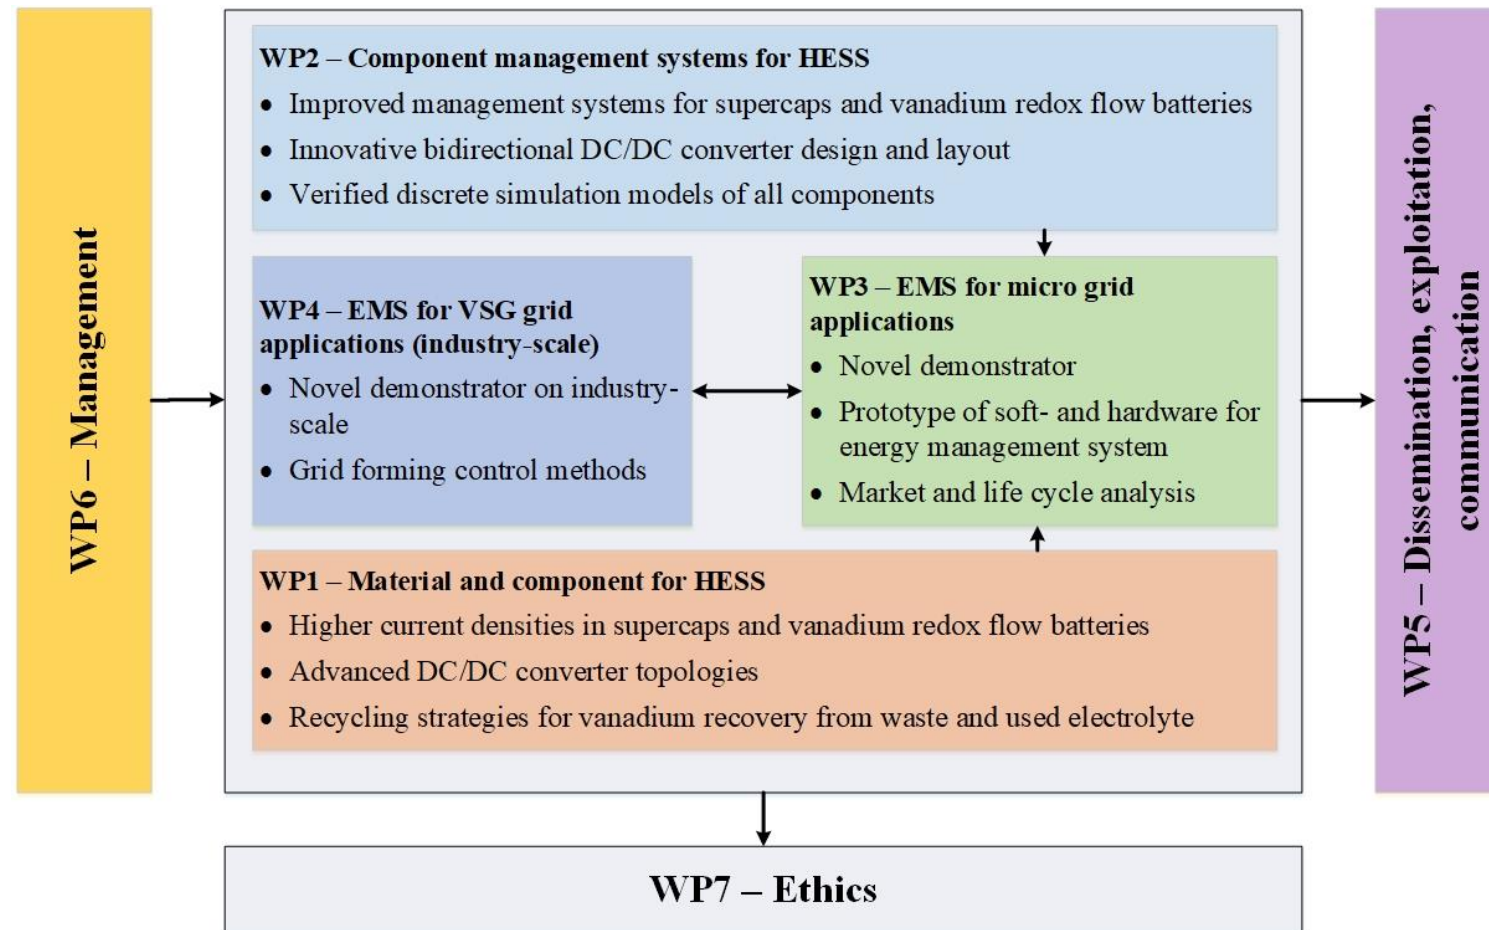 WP6 – Management
WP2 – Component management systems for HESS
• Improved management systems for supercaps and vanadium redox flow batteries
• Innovative bidirectional DC/DC converter design and layout
• Verified discrete simulation models of all components
WP4 – EMS for VSG grid
applications (industry-scale)
• Novel demonstrator on industry-
scale
• Grid forming control methods
WP3 – EMS for micro grid
applications
• Novel demonstrator
• Prototype of soft- and hardware for
energy management system
• Market and life cycle analysis
WP1 – Material and component for HESS
• Higher current densities in supercaps and vanadium redox flow batteries
• Advanced DC/DC converter topologies
• Recycling strategies for vanadium recovery from waste and used electrolyte
WP5 – Dissemination, exploitation,
communication
WP7 – Ethics